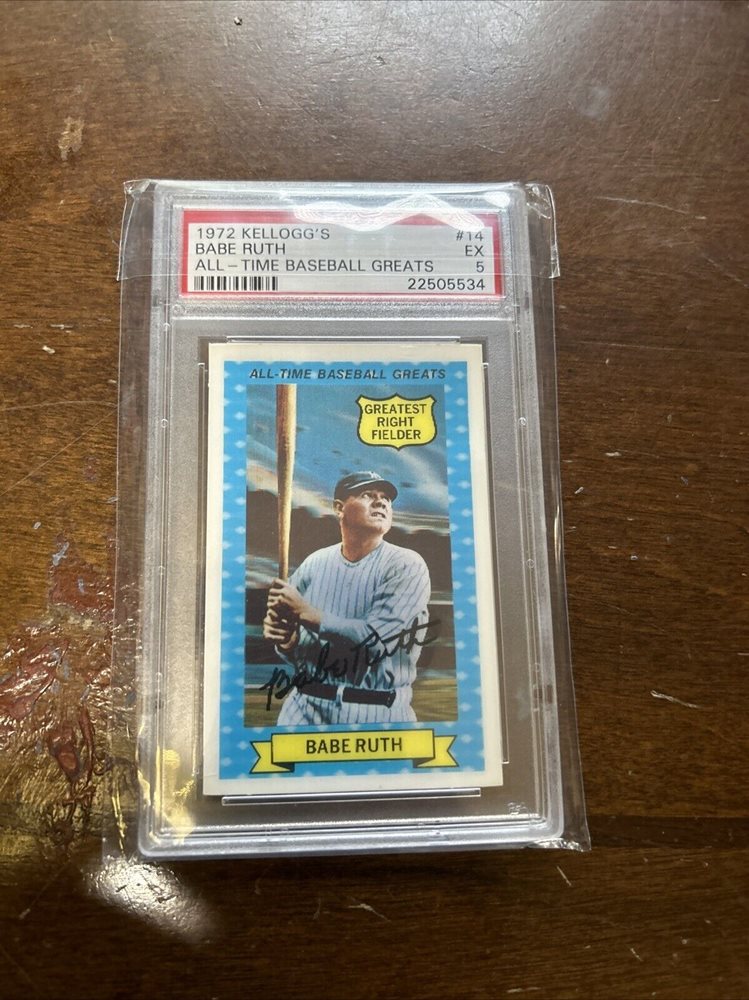 1972 KELLOGG'S #14
BABE RUTH EX
ALL-TIME BASEBALL GREATS 5
22505534
ALL-TIME BASEBALL GREATS
GREATEST
RIGHT
FIELDER
Babe Ruth
BABE RUTH